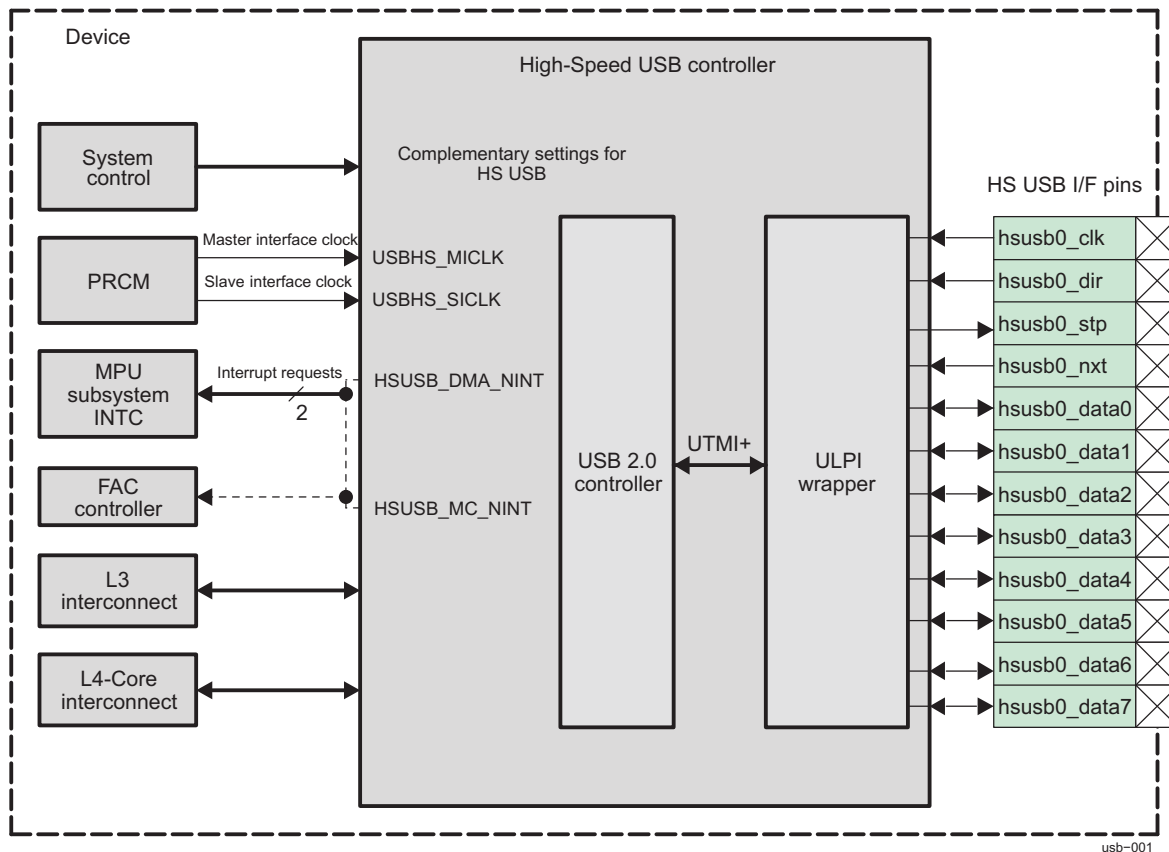 Device
High-Speed USB controller
System
control
Complementary settings for
HS USB
HS USB I/F pins
PRCM
Master interface clock
USBHS_MICLK
Slave interface clock
USBHS_SICLK
MPU
subsystem
INTC
Interrupt requests
2
HSUSB_DMA_NINT
FAC
controller
HSUSB_MC_NINT
L3
interconnect
L4-Core
interconnect
USB 2.0
controller
UTMI+
ULPI
wrapper
hsusb0_clk
hsusb0_dir
hsusb0_stp
hsusb0_nxt
hsusb0_data0
hsusb0_data1
hsusb0_data2
hsusb0_data3
hsusb0_data4
hsusb0_data5
hsusb0_data6
hsusb0_data7
usb−001